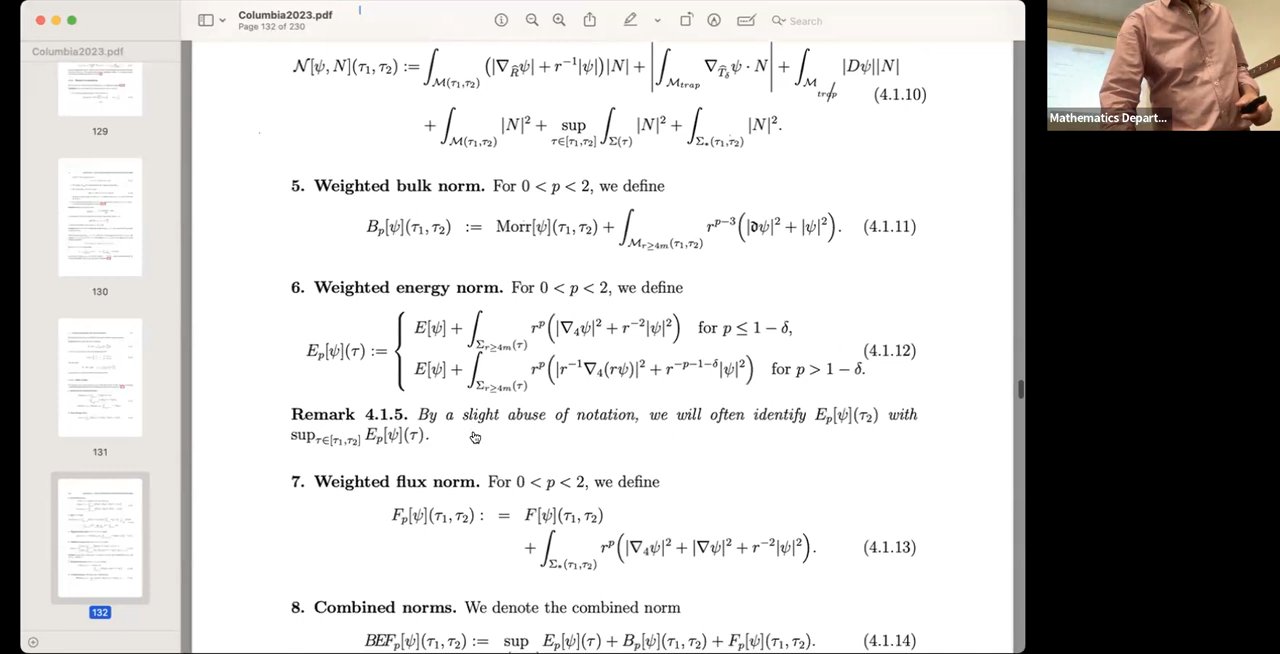 Columbia2023.pdf
Page 132 of 230
Search
Columbia2023.pdf
129
130
131
132
𝒩[ψ, N](τ₁, τ₂) := ∫_{ℳ(τ₁,τ₂)} (|∇_R̂ ψ| + r⁻¹|ψ|)|N| + |∫_{ℳ_trap} ∇_{T̂_δ} ψ · N| + ∫_{ℳ_{tr̸ap}} |Dψ||N| (4.1.10)
+ ∫_{ℳ(τ₁,τ₂)} |N|² + sup_{τ∈[τ₁,τ₂]} ∫_{Σ(τ)} |N|² + ∫_{Σ_*(τ₁,τ₂)} |N|².
5. Weighted bulk norm. For 0 < p < 2, we define
B_p[ψ](τ₁, τ₂) := Morr[ψ](τ₁, τ₂) + ∫_{ℳ_{r≥4m}(τ₁,τ₂)} r^{p−3}(|𝔡ψ|² + |ψ|²). (4.1.11)
6. Weighted energy norm. For 0 < p < 2, we define
E_p[ψ](τ) := { E[ψ] + ∫_{Σ_{r≥4m}(τ)} r^p(|∇₄ψ|² + r⁻²|ψ|²) for p ≤ 1 − δ,
E[ψ] + ∫_{Σ_{r≥4m}(τ)} r^p(|r⁻¹∇₄(rψ)|² + r^{−p−1−δ}|ψ|²) for p > 1 − δ. (4.1.12)
Remark 4.1.5. By a slight abuse of notation, we will often identify E_p[ψ](τ₂) with
sup_{τ∈[τ₁,τ₂]} E_p[ψ](τ).
7. Weighted flux norm. For 0 < p < 2, we define
F_p[ψ](τ₁, τ₂) : = F[ψ](τ₁, τ₂)
+ ∫_{Σ_*(τ₁,τ₂)} r^p(|∇₄ψ|² + |∇ψ|² + r⁻²|ψ|²). (4.1.13)
8. Combined norms. We denote the combined norm
BEF_p[ψ](τ₁, τ₂) := sup E_p[ψ](τ) + B_p[ψ](τ₁, τ₂) + F_p[ψ](τ₁, τ₂). (4.1.14)
Mathematics Depart...